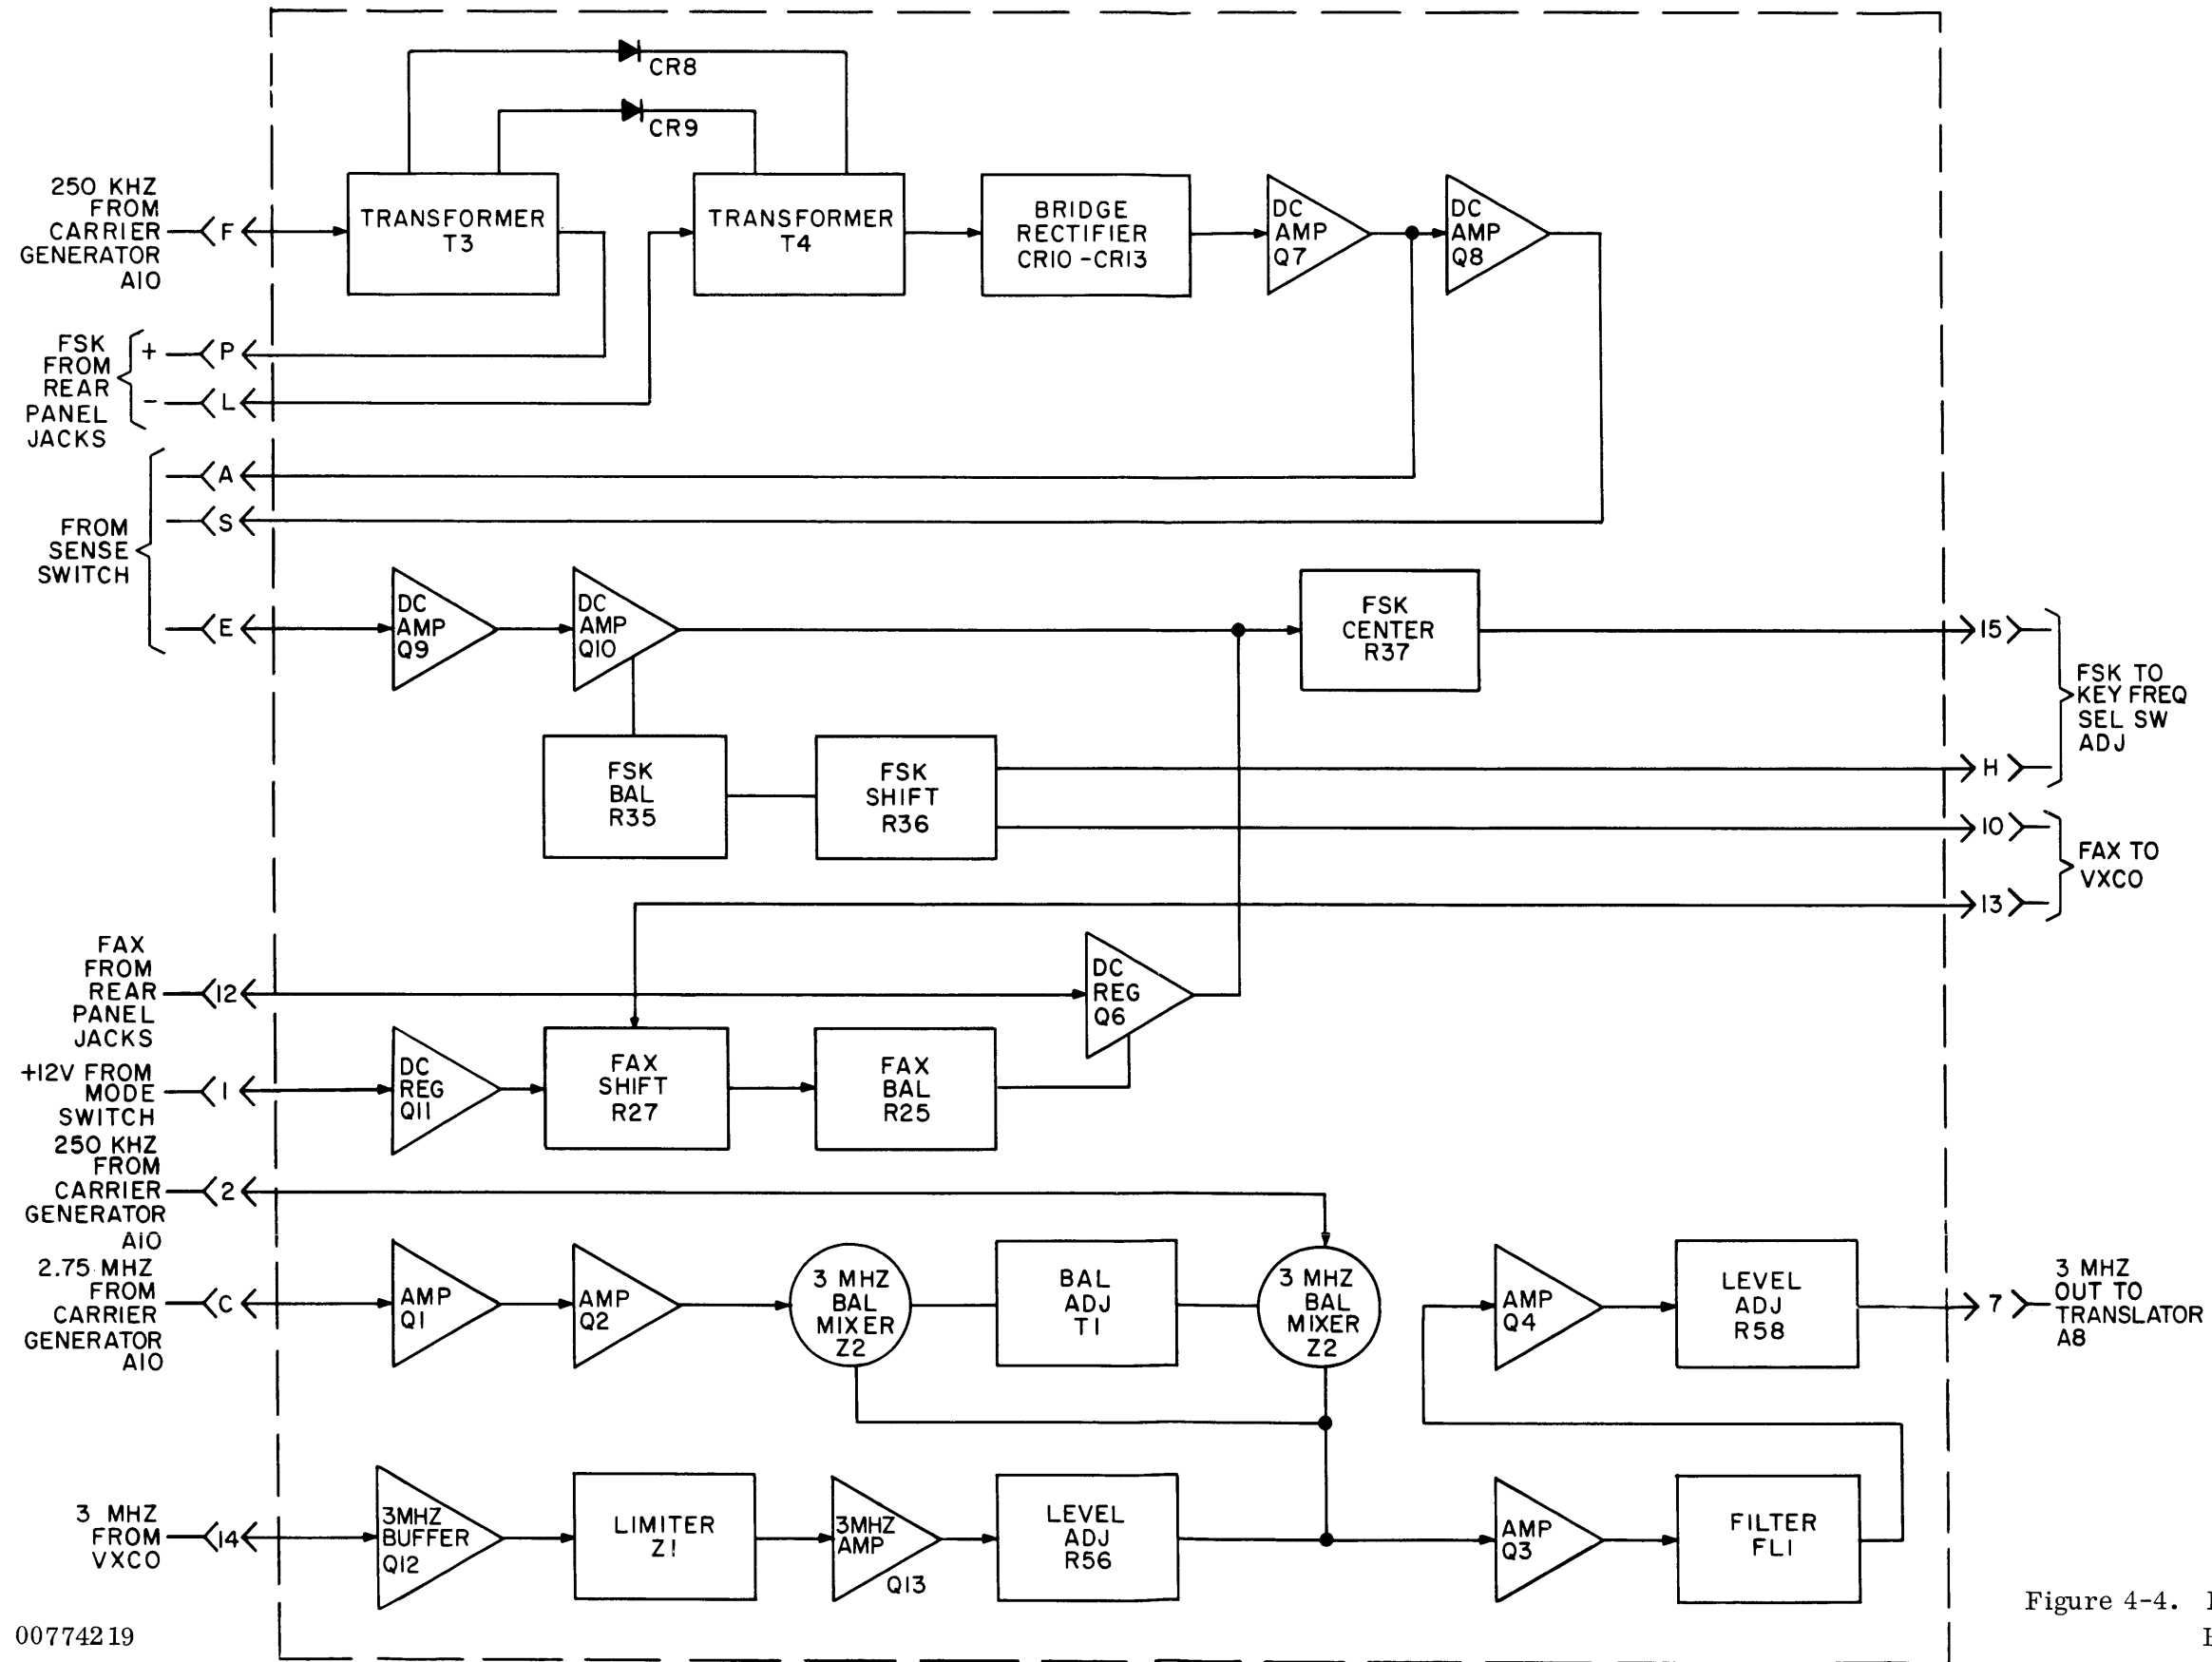 CR8
CR9
250 KHZ
FROM
CARRIER
GENERATOR
A10
F
TRANSFORMER
T3
TRANSFORMER
T4
BRIDGE
RECTIFIER
CR10-CR13
DC
AMP
Q7
DC
AMP
Q8
FSK
FROM
REAR
PANEL
JACKS
+
P
-
L
FROM
SENSE
SWITCH
A
S
E
DC
AMP
Q9
DC
AMP
Q10
FSK
CENTER
R37
15
FSK TO
KEY FREQ
SEL SW
ADJ
H
FSK
BAL
R35
FSK
SHIFT
R36
10
FAX TO
VXCO
13
FAX
FROM
REAR
PANEL
JACKS
12
DC
REG
Q6
+12V FROM
MODE
SWITCH
1
DC
REG
Q11
FAX
SHIFT
R27
FAX
BAL
R25
250 KHZ
FROM
CARRIER
GENERATOR
A10
2
2.75 MHZ
FROM
CARRIER
GENERATOR
A10
C
AMP
Q1
AMP
Q2
3 MHZ
BAL
MIXER
Z2
BAL
ADJ
T1
3 MHZ
BAL
MIXER
Z2
AMP
Q4
LEVEL
ADJ
R58
7
3 MHZ
OUT TO
TRANSLATOR
A8
3 MHZ
FROM
VXCO
14
3MHZ
BUFFER
Q12
LIMITER
Z1
3MHZ
AMP
Q13
LEVEL
ADJ
R56
AMP
Q3
FILTER
FL1
Figure 4-4.
00774219